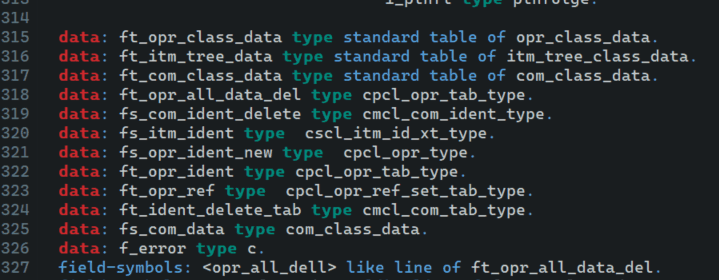 314
315 data: ft_opr_class_data type standard table of opr_class_data.
316 data: ft_itm_tree_data type standard table of itm_tree_class_data.
317 data: ft_com_class_data type standard table of com_class_data.
318 data: ft_opr_all_data_del type cpcl_opr_tab_type.
319 data: fs_com_ident_delete type cmcl_com_ident_type.
320 data: fs_itm_ident type  cscl_itm_id_xt_type.
321 data: fs_opr_ident_new type  cpcl_opr_type.
322 data: ft_opr_ident type cpcl_opr_tab_type.
323 data: ft_opr_ref type  cpcl_opr_ref_set_tab_type.
324 data: ft_ident_delete_tab type cmcl_com_tab_type.
325 data: fs_com_data type com_class_data.
326 data: f_error type c.
327 field-symbols: <opr_all_dell> like line of ft_opr_all_data_del.